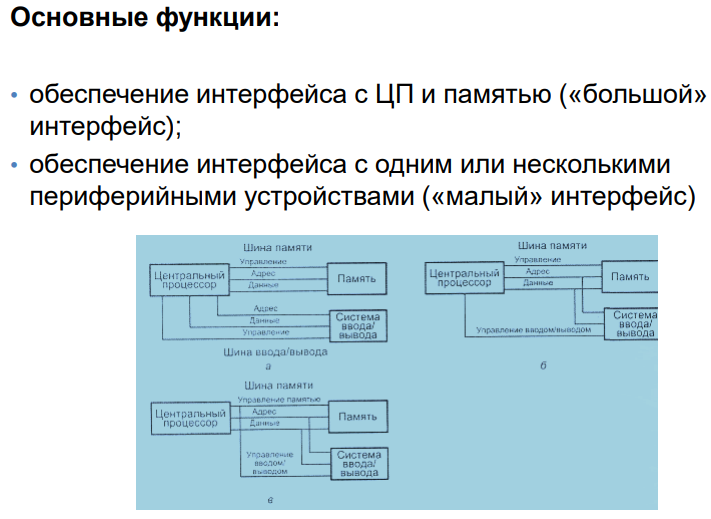 Основные функции:
• обеспечение интерфейса с ЦП и памятью («большой»
интерфейс);
• обеспечение интерфейса с одним или несколькими
периферийными устройствами («малый» интерфейс)
Шина памяти
Управление
Адрес
Данные
Центральный
процессор
Память
Адрес
Данные
Управление
Система
ввода/
вывода
Шина ввода/вывода
а
Шина памяти
Управление
Адрес
Данные
Центральный
процессор
Память
Управление вводом/выводом
Система
ввода/
вывода
б
Шина памяти
Управление памятью
Адрес
Данные
Центральный
процессор
Память
Управление
вводом/
выводом
Система
ввода/
вывода
в